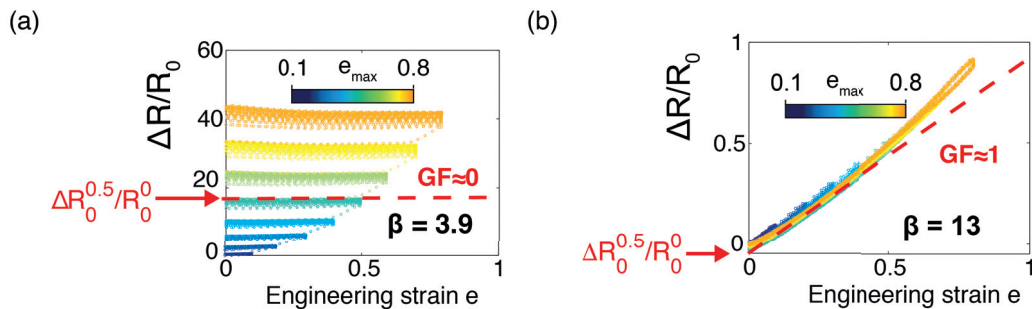 (a)
60
40
20
0
ΔR/R₀
0.1 e_max 0.8
GF≈0
ΔR₀^0.5/R₀^0
β = 3.9
0 0.5 1
Engineering strain e
(b)
1
0.5
0
ΔR/R₀
0.1 e_max 0.8
GF≈1
ΔR₀^0.5/R₀^0
β = 13
0 0.5 1
Engineering strain e